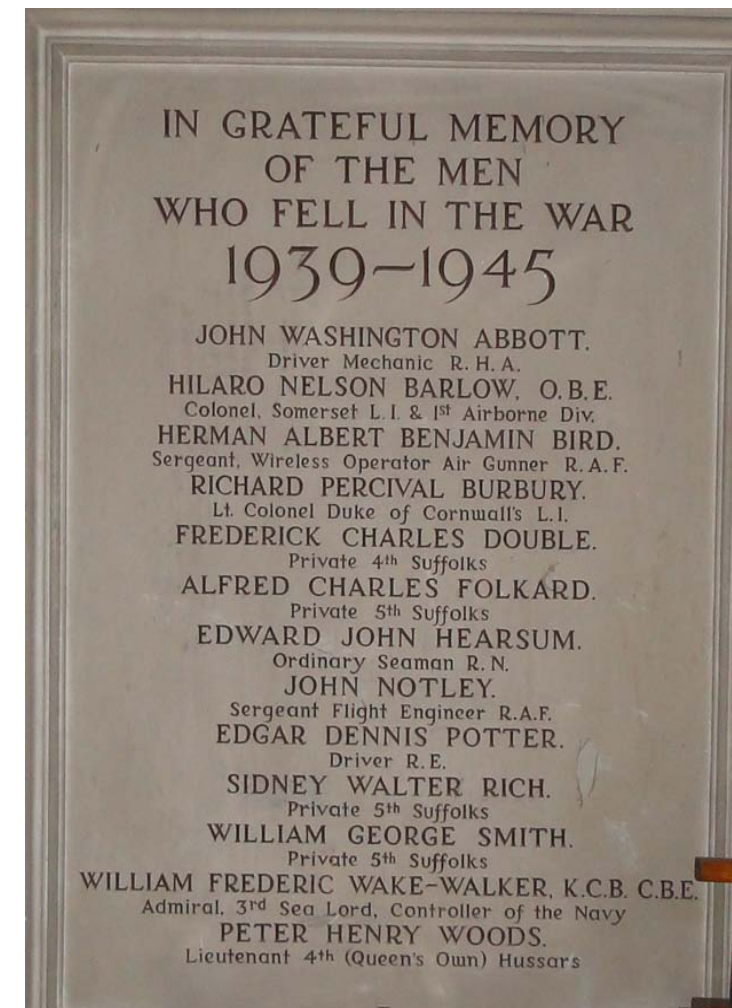 IN GRATEFUL MEMORY
OF THE MEN
WHO FELL IN THE WAR
1939–1945
JOHN WASHINGTON ABBOTT.
Driver Mechanic R. H. A.
HILARO NELSON BARLOW, O. B. E.
Colonel, Somerset L. I. & 1st Airborne Div.
HERMAN ALBERT BENJAMIN BIRD.
Sergeant, Wireless Operator Air Gunner R. A. F.
RICHARD PERCIVAL BURBURY.
Lt. Colonel Duke of Cornwall's L. I.
FREDERICK CHARLES DOUBLE.
Private 4th Suffolks
ALFRED CHARLES FOLKARD.
Private 5th Suffolks
EDWARD JOHN HEARSUM.
Ordinary Seaman R. N.
JOHN NOTLEY.
Sergeant Flight Engineer R.A.F.
EDGAR DENNIS POTTER.
Driver R. E.
SIDNEY WALTER RICH.
Private 5th Suffolks
WILLIAM GEORGE SMITH.
Private 5th Suffolks
WILLIAM FREDERIC WAKE-WALKER, K.C.B. C.B.E.
Admiral, 3rd Sea Lord, Controller of the Navy
PETER HENRY WOODS.
Lieutenant 4th (Queen's Own) Hussars